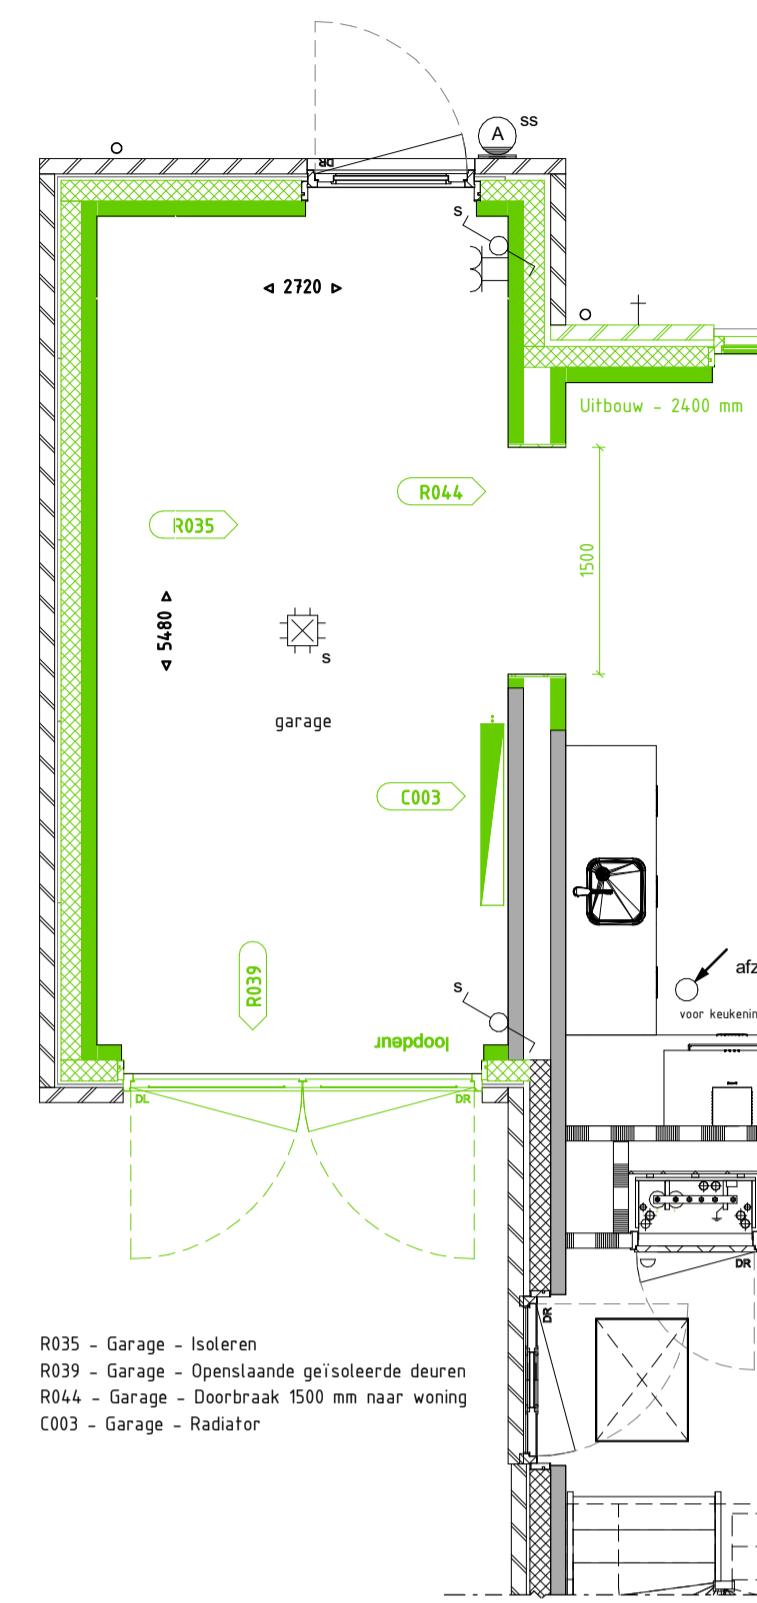 A
SS
DR
S
◁ 2720 ▷
Uitbouw - 2400 mm
R044
R035
1500
◁ 5480 ▷
S
garage
C003
R039
S
afz
voor keukenin
loopdeur
DL
DR
DR
DR
R035 - Garage - Isoleren
R039 - Garage - Openslaande geïsoleerde deuren
R044 - Garage - Doorbraak 1500 mm naar woning
C003 - Garage - Radiator